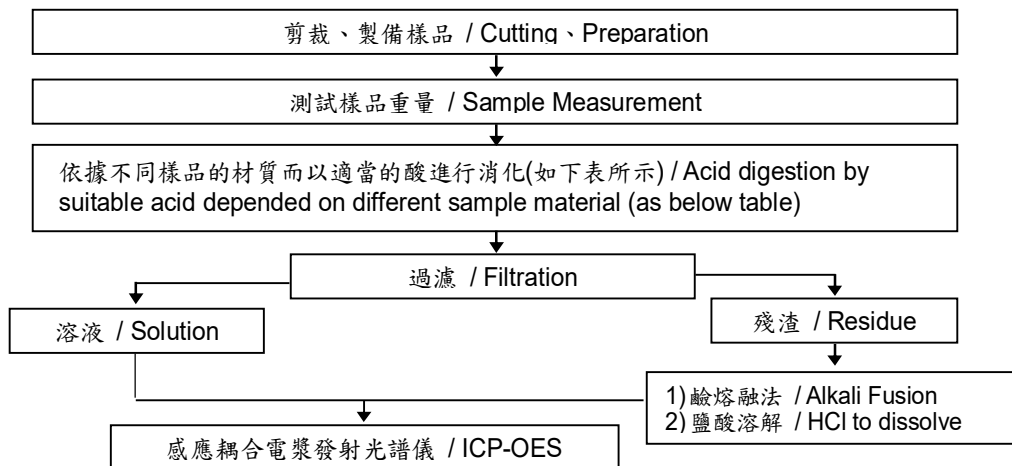 剪裁、製備樣品 / Cutting、Preparation
測試樣品重量 / Sample Measurement
依據不同樣品的材質而以適當的酸進行消化(如下表所示) / Acid digestion by
suitable acid depended on different sample material (as below table)
過濾 / Filtration
溶液 / Solution
殘渣 / Residue
1)鹼熔融法 / Alkali Fusion
2)鹽酸溶解 / HCl to dissolve
感應耦合電漿發射光譜儀 / ICP-OES